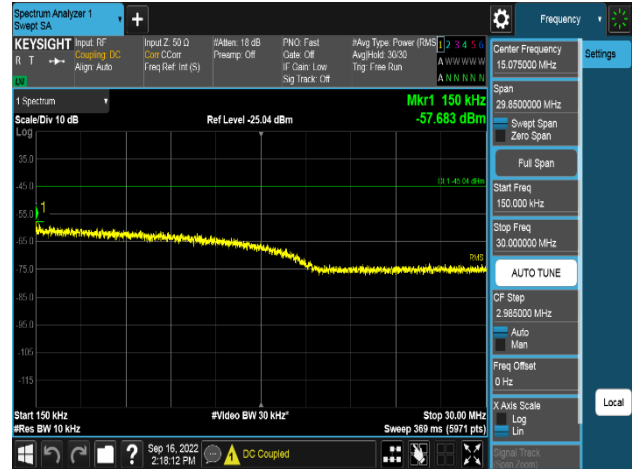 Spectrum Analyzer 1
Swept SA
+
Frequency
KEYSIGHT
R T
LV
Input: RF
Coupling: DC
Align: Auto
Input Z: 50 Ω
Corr CCorr
Freq Ref: Int (S)
#Atten: 18 dB
Preamp: Off
PNO: Fast
Gate: Off
IF Gain: Low
Sig Track: Off
#Avg Type: Power (RMS
Avg|Hold: 30/30
Trig: Free Run
1 2 3 4 5 6
A W W W W W
A N N N N N
1 Spectrum
Scale/Div 10 dB
Ref Level -25.04 dBm
Mkr1 150 kHz
-57.683 dBm
Log
35.0
-45.0
55.0
-65.0
-75.0
-85.0
-95.0
-105
-115
DL1 -45.04 dBm
1
RMS
Start 150 kHz
#Video BW 30 kHz*
Stop 30.00 MHz
#Res BW 10 kHz
Sweep 369 ms (5971 pts)
Center Frequency
15.075000 MHz
Span
29.8500000 MHz
Swept Span
Zero Span
Full Span
Start Freq
150.000 kHz
Stop Freq
30.000000 MHz
AUTO TUNE
CF Step
2.985000 MHz
Auto
Man
Freq Offset
0 Hz
X Axis Scale
Log
Lin
Signal Track
(Span Zoom)
Settings
Local
?
Sep 16, 2022
2:18:12 PM
DC Coupled